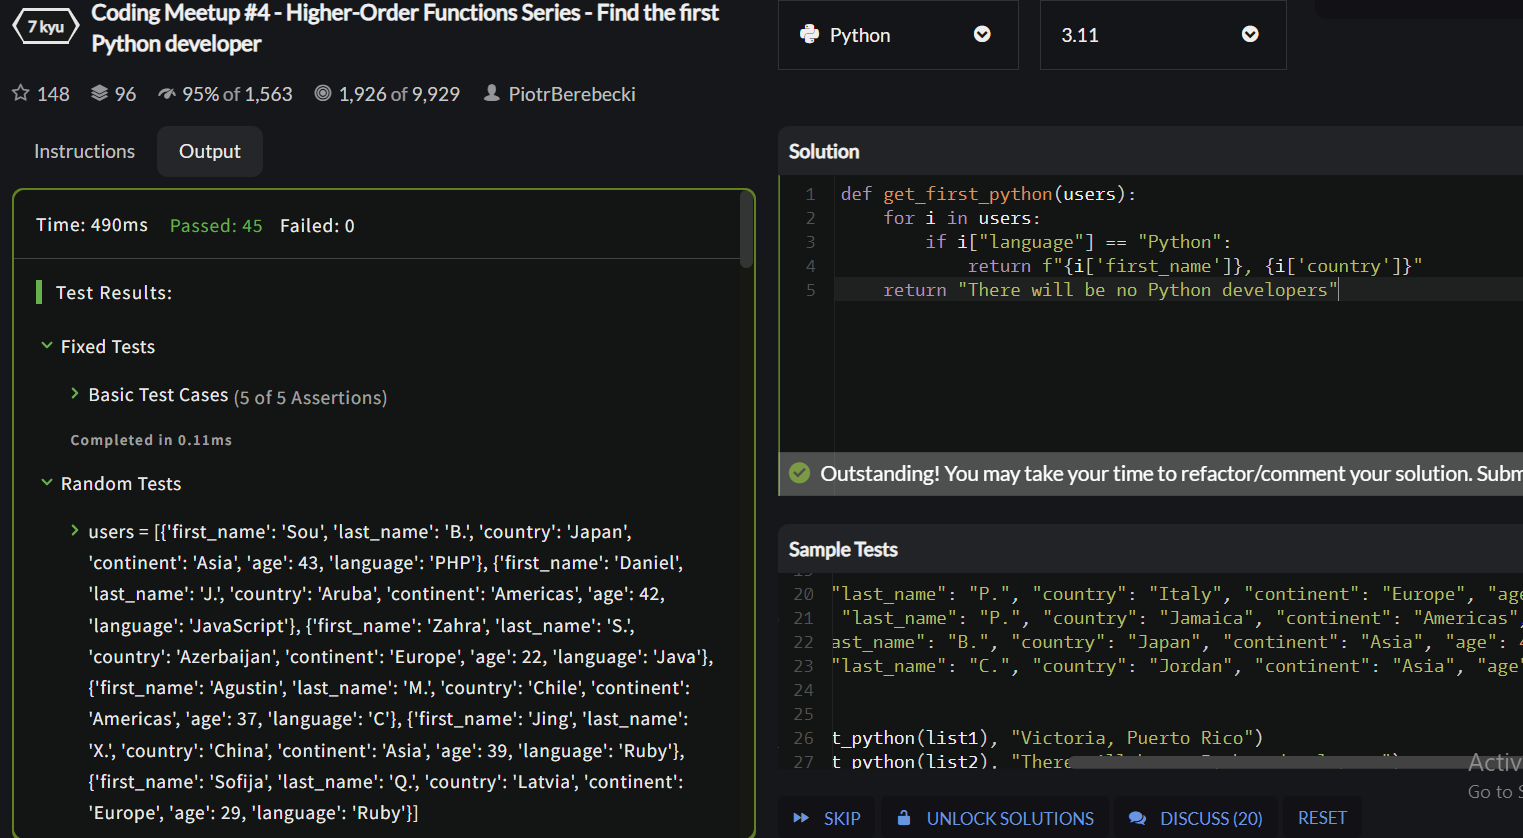 7 kyu
Coding Meetup #4 - Higher-Order Functions Series - Find the first
Python developer
148 96 95% of 1,563 1,926 of 9,929 PiotrBerebecki
Instructions Output
Time: 490ms Passed: 45 Failed: 0
Test Results:
Fixed Tests
Basic Test Cases (5 of 5 Assertions)
Completed in 0.11ms
Random Tests
users = [{'first_name': 'Sou', 'last_name': 'B.', 'country': 'Japan',
'continent': 'Asia', 'age': 43, 'language': 'PHP'}, {'first_name': 'Daniel',
'last_name': 'J.', 'country': 'Aruba', 'continent': 'Americas', 'age': 42,
'language': 'JavaScript'}, {'first_name': 'Zahra', 'last_name': 'S.',
'country': 'Azerbaijan', 'continent': 'Europe', 'age': 22, 'language': 'Java'},
{'first_name': 'Agustin', 'last_name': 'M.', 'country': 'Chile', 'continent':
'Americas', 'age': 37, 'language': 'C'}, {'first_name': 'Jing', 'last_name':
'X.', 'country': 'China', 'continent': 'Asia', 'age': 39, 'language': 'Ruby'},
{'first_name': 'Sofija', 'last_name': 'Q.', 'country': 'Latvia', 'continent':
'Europe', 'age': 29, 'language': 'Ruby'}]
Python 3.11
Solution
1 def get_first_python(users):
2 for i in users:
3 if i["language"] == "Python":
4 return f"{i['first_name']}, {i['country']}"
5 return "There will be no Python developers"
Outstanding! You may take your time to refactor/comment your solution. Subm
Sample Tests
20 "last_name": "P.", "country": "Italy", "continent": "Europe", "age
21 "last_name": "P.", "country": "Jamaica", "continent": "Americas",
22 ast_name": "B.", "country": "Japan", "continent": "Asia", "age": 4
23 "last_name": "C.", "country": "Jordan", "continent": "Asia", "age"
24
25
26 t_python(list1), "Victoria, Puerto Rico")
27 t_python(list2), "There
Activ
Go to S
SKIP UNLOCK SOLUTIONS DISCUSS (20) RESET